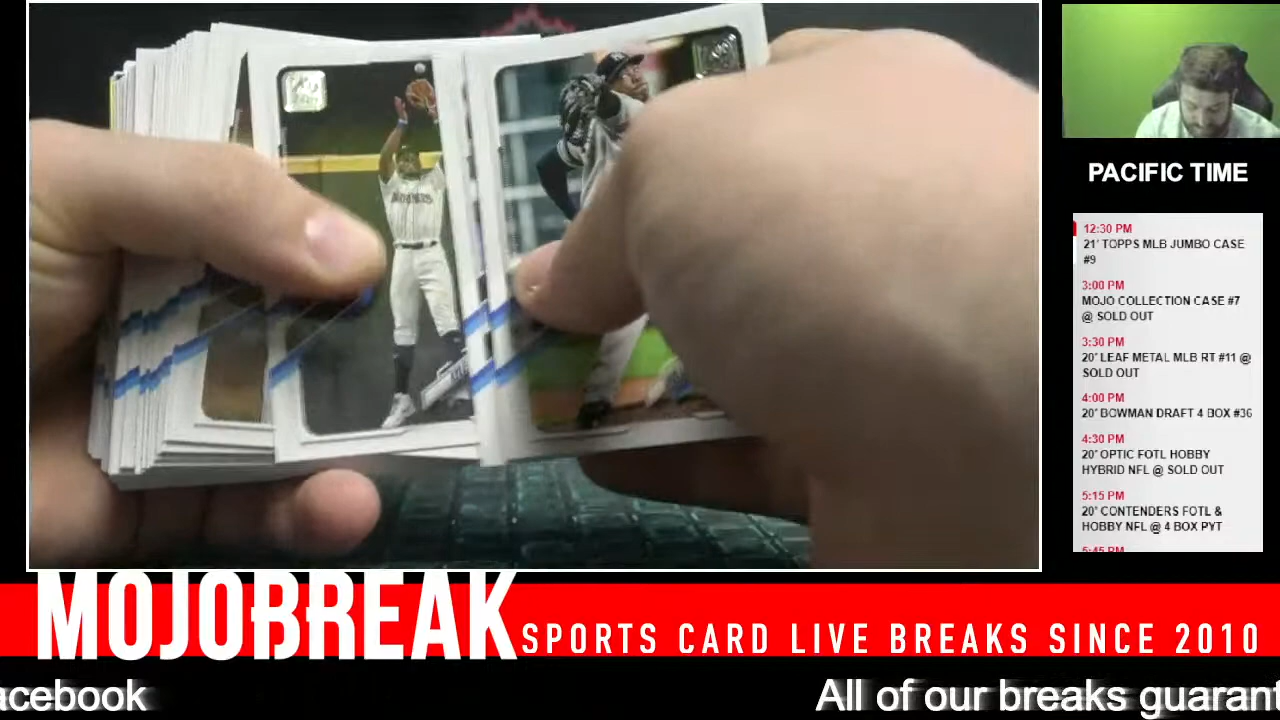 PACIFIC TIME
12:30 PM
21' TOPPS MLB JUMBO CASE
#9
3:00 PM
MOJO COLLECTION CASE #7
@ SOLD OUT
3:30 PM
20' LEAF METAL MLB RT #11 @
SOLD OUT
4:00 PM
20' BOWMAN DRAFT 4 BOX #36
4:30 PM
20' OPTIC FOTL HOBBY
HYBRID NFL @ SOLD OUT
5:15 PM
20' CONTENDERS FOTL &
HOBBY NFL @ 4 BOX PYT
5:45 PM
MOJOBREAK
SPORTS CARD LIVE BREAKS SINCE 2010
acebook All of our breaks guarant